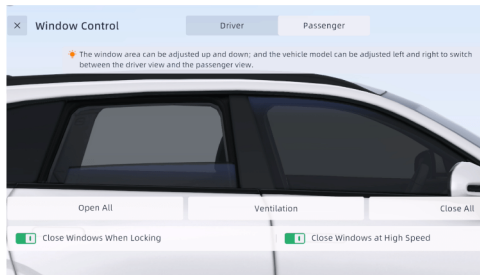 Window Control
Driver
Passenger
The window area can be adjusted up and down; and the vehicle model can be adjusted left and right to switch
between the driver view and the passenger view.
Open All
Ventilation
Close All
Close Windows When Locking
Close Windows at High Speed